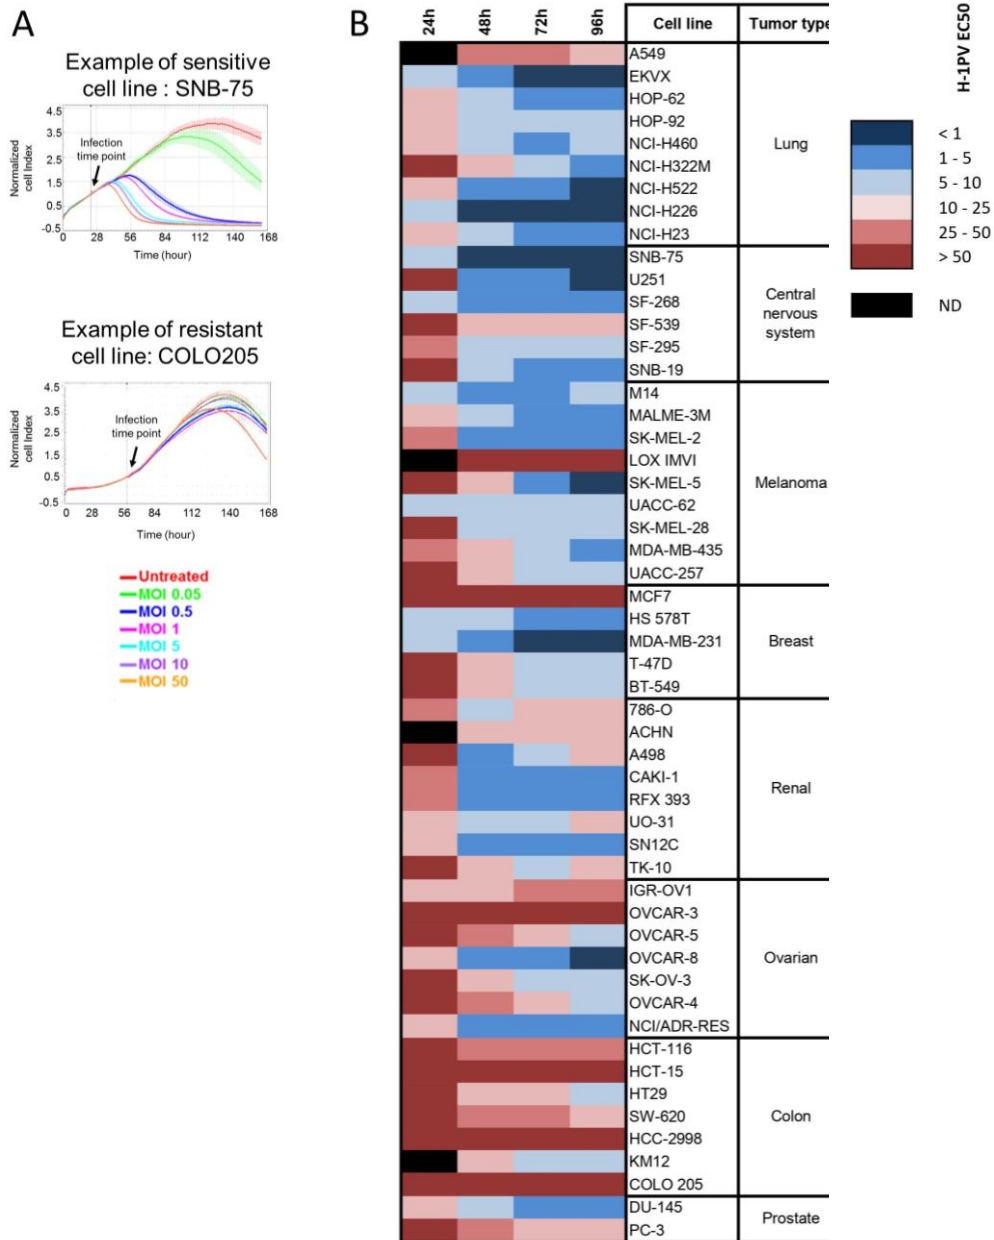 A
Example of sensitive
cell line : SNB-75
Normalized
cell Index
4.5
3.5
2.5
1.5
0.5
-0.5
Infection
time point
0 28 56 84 112 140 168
Time (hour)
Example of resistant
cell line: COLO205
Normalized
cell Index
4.5
3.5
2.5
1.5
0.5
-0.5
Infection
time point
0 28 56 84 112 140 168
Time (hour)
Untreated
MOI 0.05
MOI 0.5
MOI 1
MOI 5
MOI 10
MOI 50
B
24h 48h 72h 96h Cell line Tumor type
A549
EKVX
HOP-62
HOP-92
NCI-H460
NCI-H322M
NCI-H522
NCI-H226
NCI-H23
Lung
SNB-75
U251
SF-268
SF-539
SF-295
SNB-19
Central
nervous
system
M14
MALME-3M
SK-MEL-2
LOX IMVI
SK-MEL-5
UACC-62
SK-MEL-28
MDA-MB-435
UACC-257
Melanoma
MCF7
HS 578T
MDA-MB-231
T-47D
BT-549
Breast
786-O
ACHN
A498
CAKI-1
RFX 393
UO-31
SN12C
TK-10
Renal
IGR-OV1
OVCAR-3
OVCAR-5
OVCAR-8
SK-OV-3
OVCAR-4
NCI/ADR-RES
Ovarian
HCT-116
HCT-15
HT29
SW-620
HCC-2998
KM12
COLO 205
Colon
DU-145
PC-3
Prostate
H-1PV EC50
< 1
1 - 5
5 - 10
10 - 25
25 - 50
> 50
ND